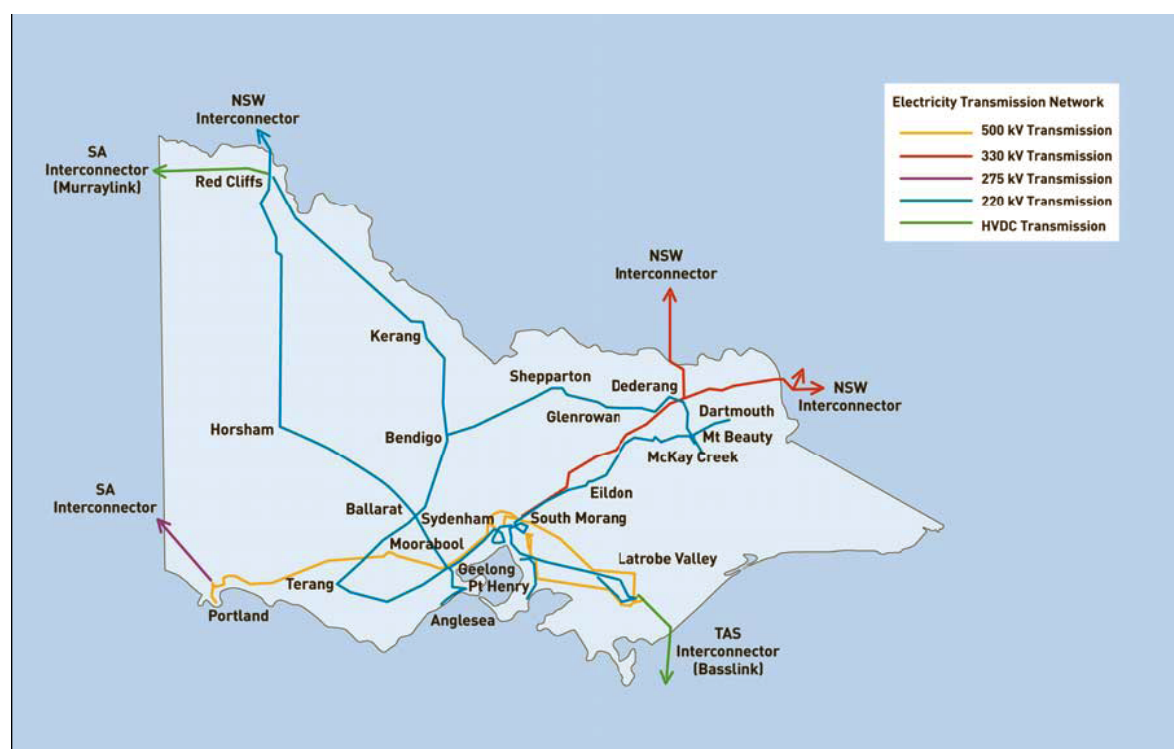 NSW
Interconnector
SA
Interconnector
(Murraylink)
Red Cliffs
Electricity Transmission Network
500 kV Transmission
330 kV Transmission
275 kV Transmission
220 kV Transmission
HVDC Transmission
NSW
Interconnector
Kerang
Shepparton
Dederang
NSW
Interconnector
Glenrowan
Dartmouth
Horsham
Bendigo
Mt Beauty
McKay Creek
SA
Interconnector
Eildon
Ballarat
Sydenham
South Morang
Moorabool
Latrobe Valley
Geelong
Terang
Pt Henry
Portland
Anglesea
TAS
Interconnector
(Basslink)